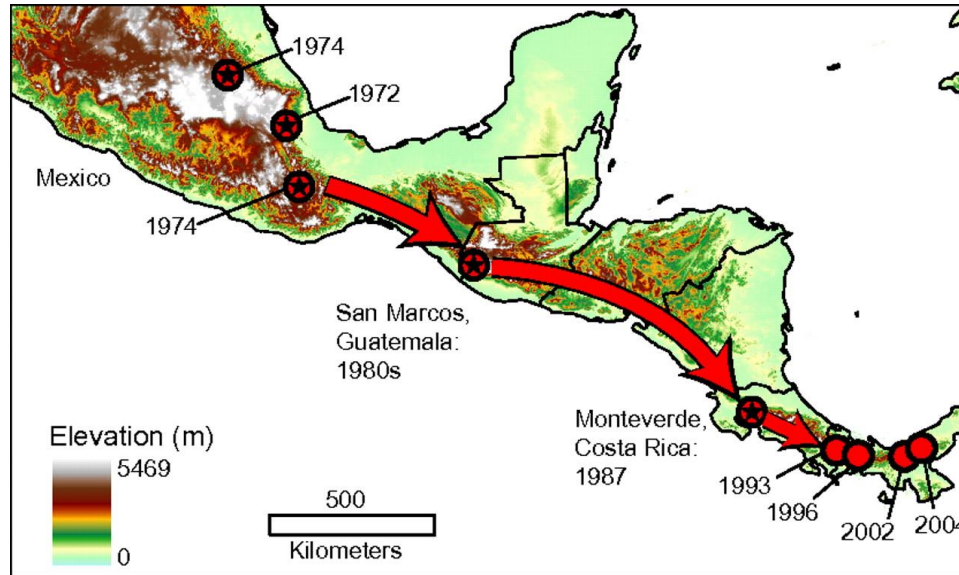 1974
1972
Mexico
1974
San Marcos,
Guatemala:
1980s
Monteverde,
Costa Rica:
1987
Elevation (m)
5469
0
500
Kilometers
1993
1996
2002
2004